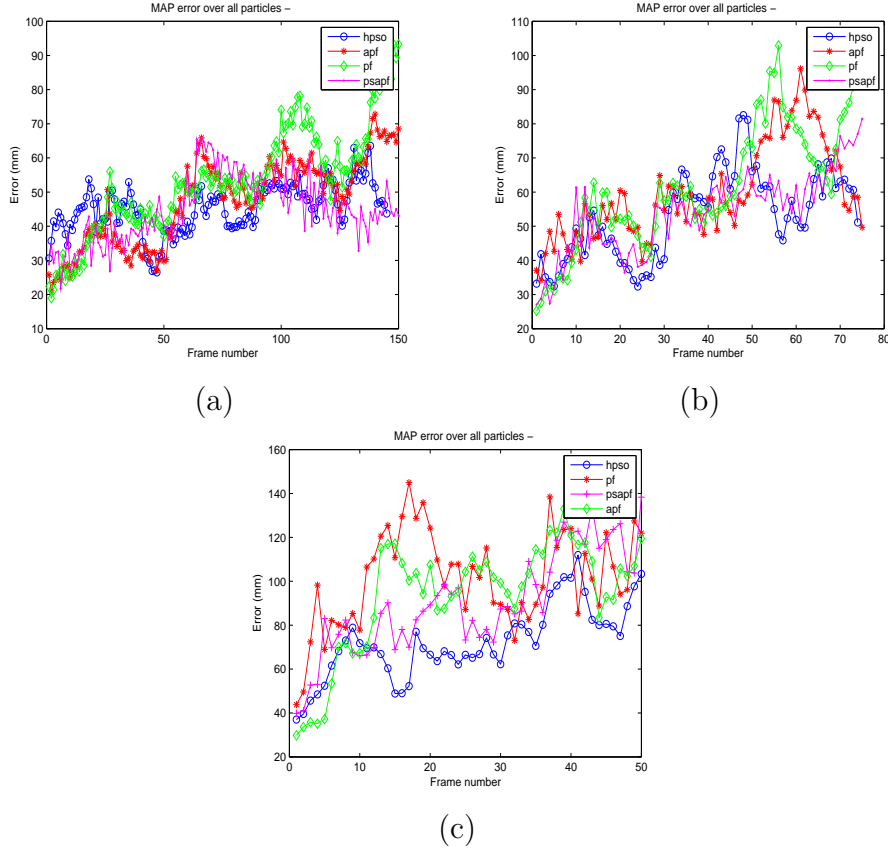 MAP error over all particles –
100
90
80
70
60
50
40
30
20
10
Error (mm)
0 50 100 150
Frame number
hpso
apf
pf
psapf
(a)
MAP error over all particles –
110
100
90
80
70
60
50
40
30
20
Error (mm)
0 10 20 30 40 50 60 70 80
Frame number
hpso
apf
pf
psapf
(b)
MAP error over all particles –
160
140
120
100
80
60
40
20
Error (mm)
0 10 20 30 40 50
Frame number
hpso
pf
psapf
apf
(c)